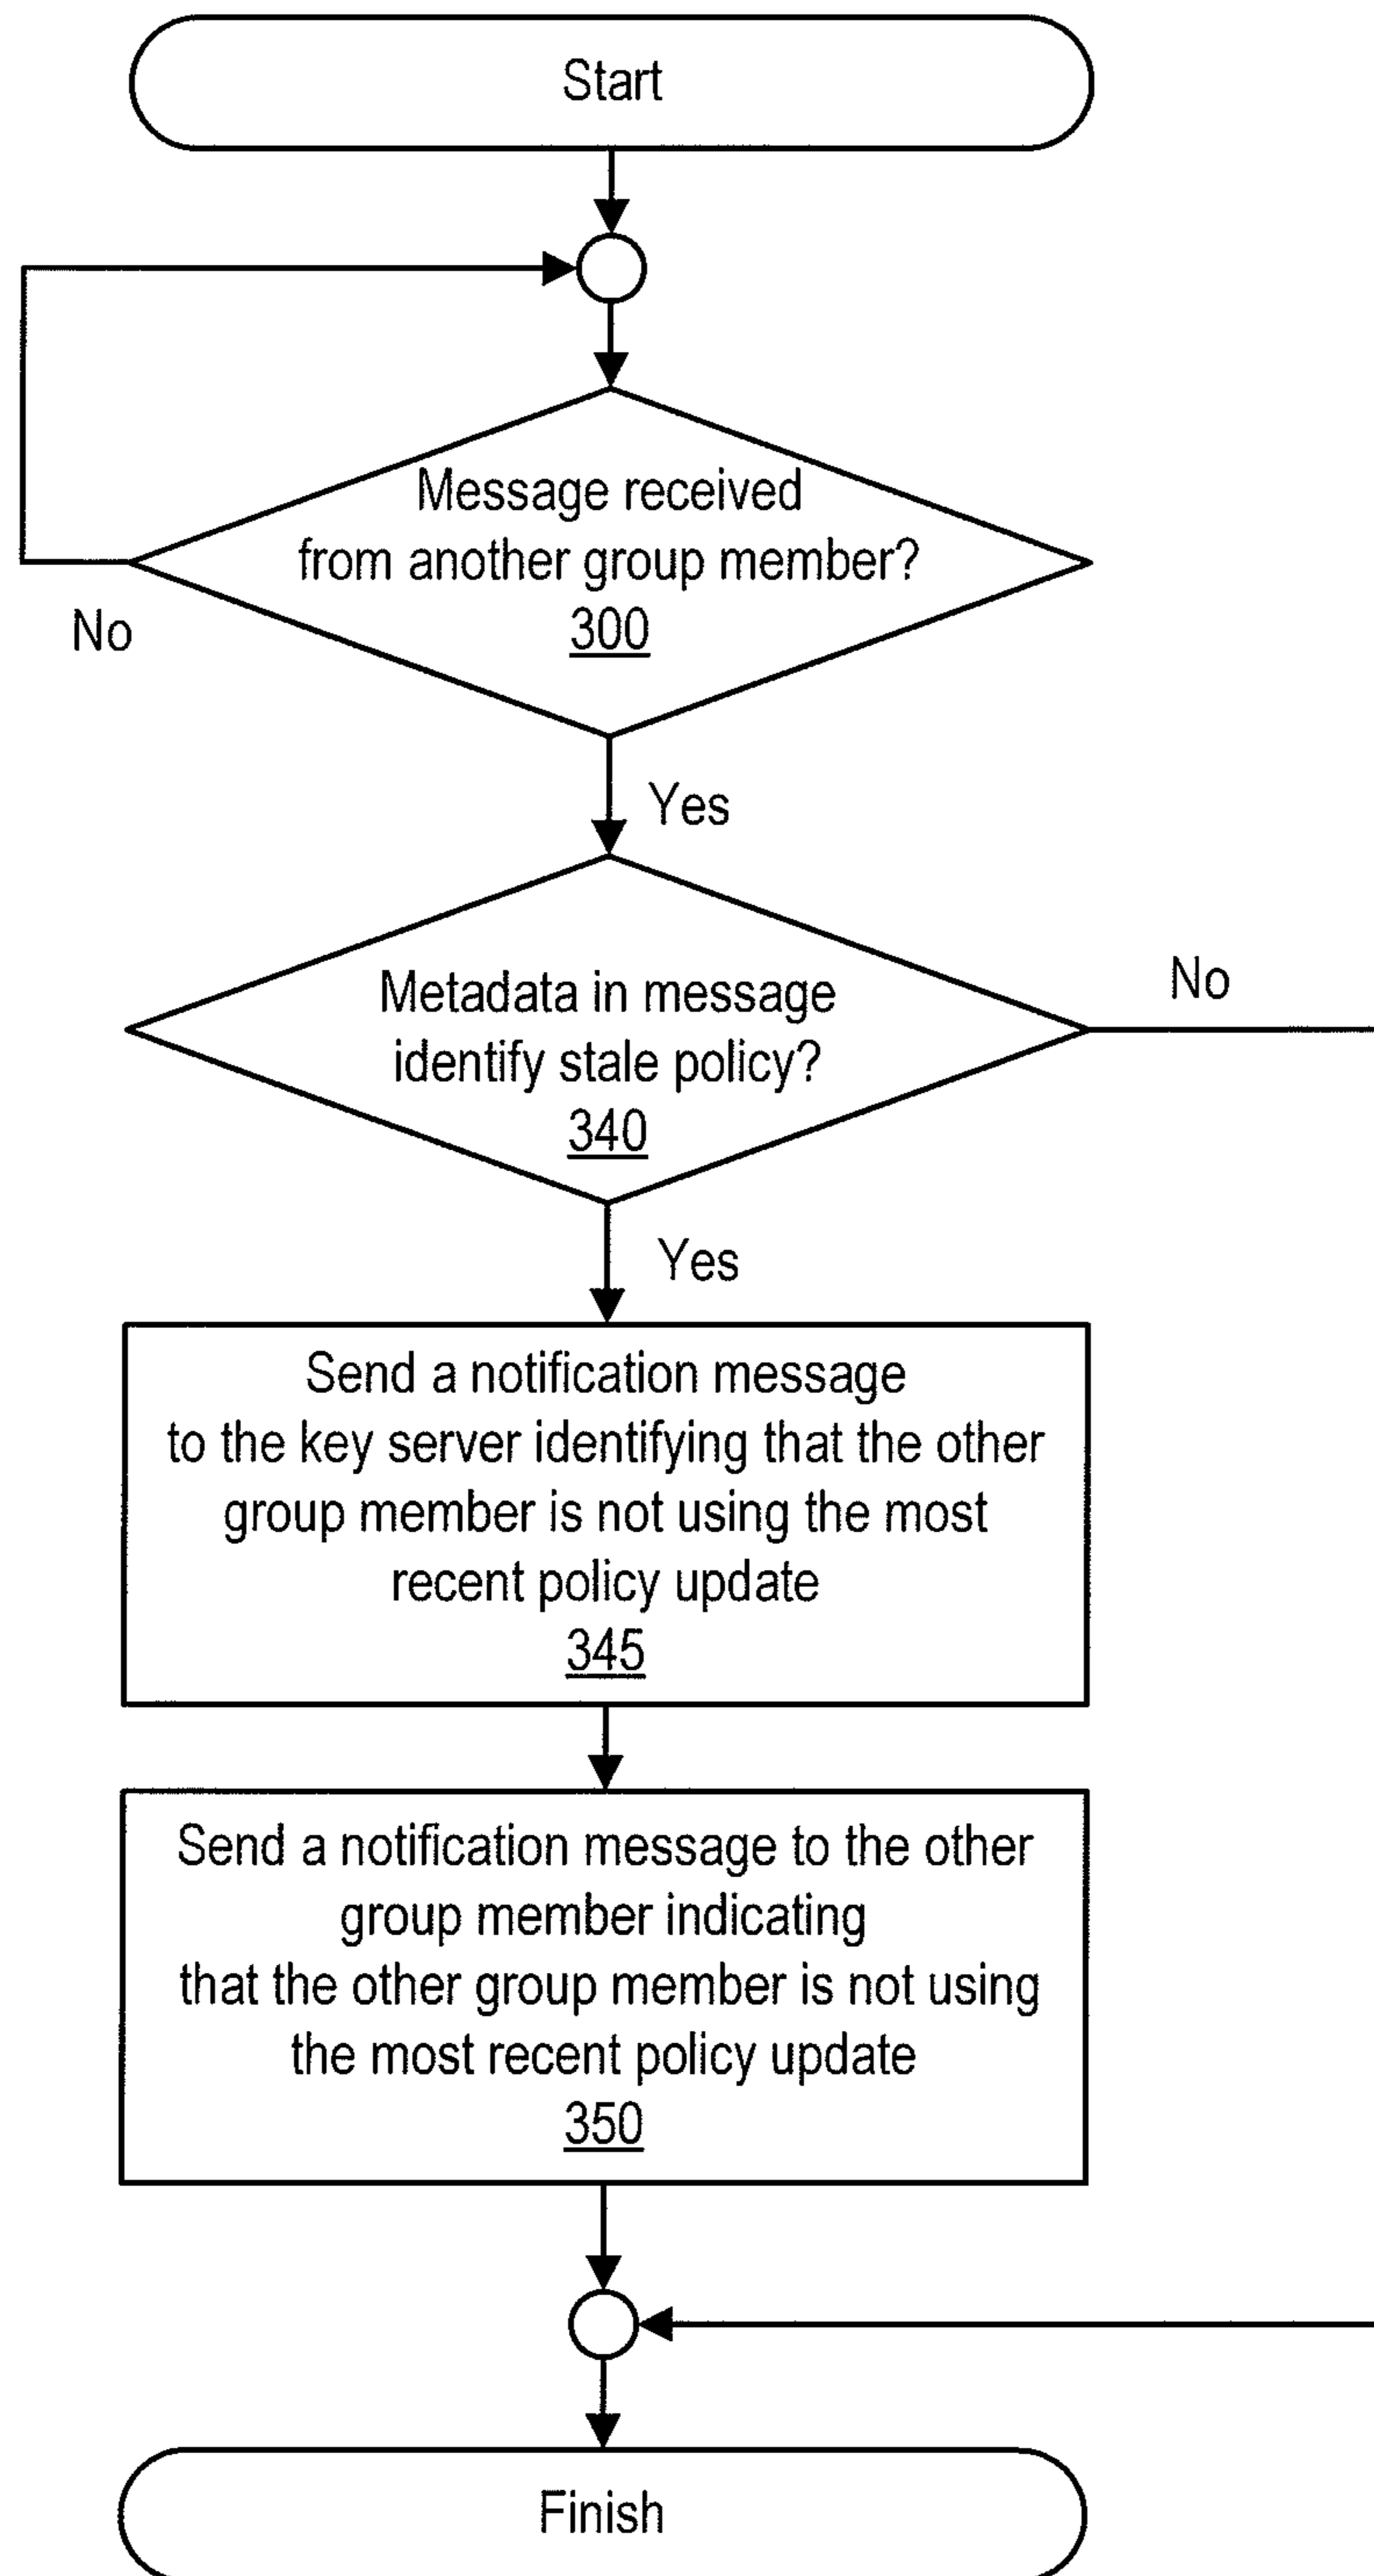 Start
Message received
from another group member?
300
No
Yes
Metadata in message
identify stale policy?
340
No
Yes
Send a notification message
to the key server identifying that the other
group member is not using the most
recent policy update
345
Send a notification message to the other
group member indicating
that the other group member is not using
the most recent policy update
350
Finish